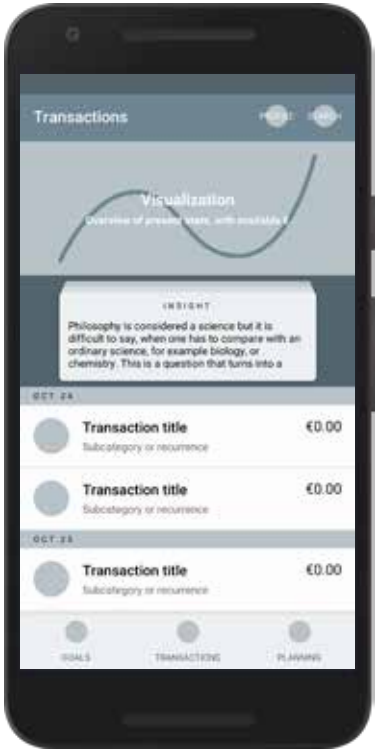 Transactions
PROFILE SEARCH
Visualization
Overview of present state, with available €
INSIGHT
Philosophy is considered a science but it is
difficult to say, when one has to compare with an
ordinary science, for example biology, or
chemistry. This is a question that turns into a
OCT 24
Transaction title €0.00
Subcategory or recurrence
Transaction title €0.00
Subcategory or recurrence
OCT 23
Transaction title €0.00
Subcategory or recurrence
GOALS TRANSACTIONS PLANNING